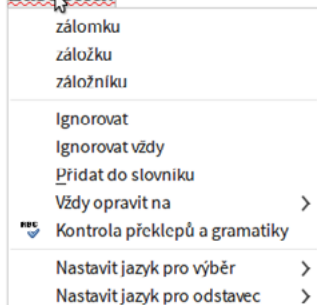 zálomku
záložku
záložníku
Ignorovat
Ignorovat vždy
Přidat do slovníku
Vždy opravit na
ABC
Kontrola překlepů a gramatiky
Nastavit jazyk pro výběr
Nastavit jazyk pro odstavec